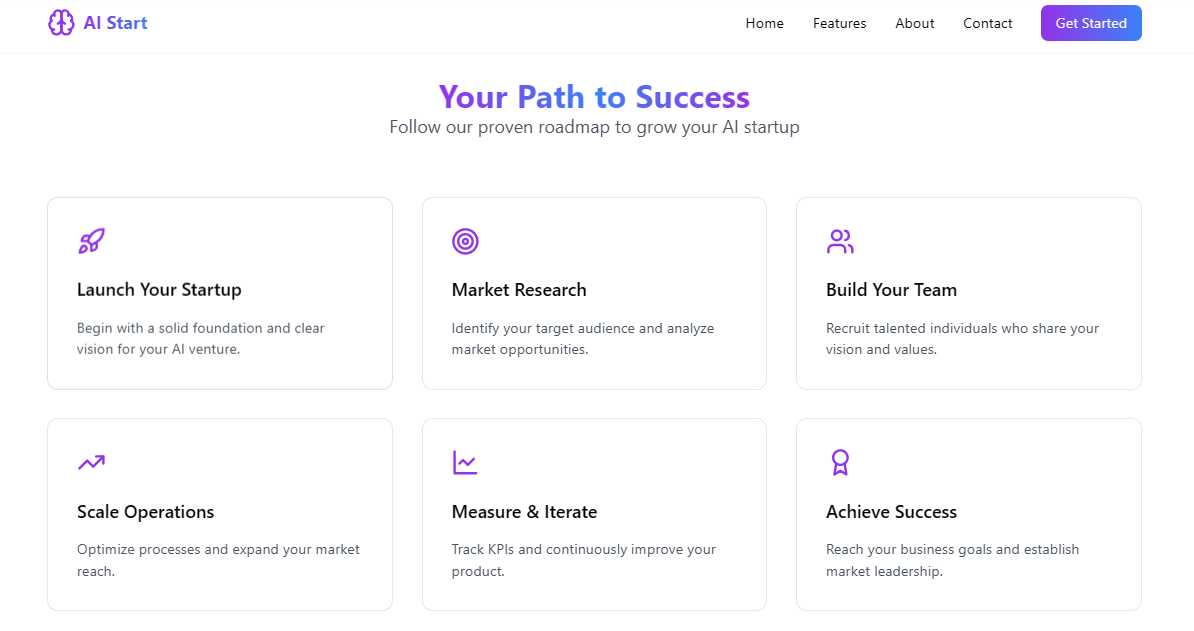 AI Start
Home
Features
About
Contact
Get Started
Your Path to Success
Follow our proven roadmap to grow your AI startup
Launch Your Startup
Begin with a solid foundation and clear
vision for your AI venture.
Market Research
Identify your target audience and analyze
market opportunities.
Build Your Team
Recruit talented individuals who share your
vision and values.
Scale Operations
Optimize processes and expand your market
reach.
Measure & Iterate
Track KPIs and continuously improve your
product.
Achieve Success
Reach your business goals and establish
market leadership.